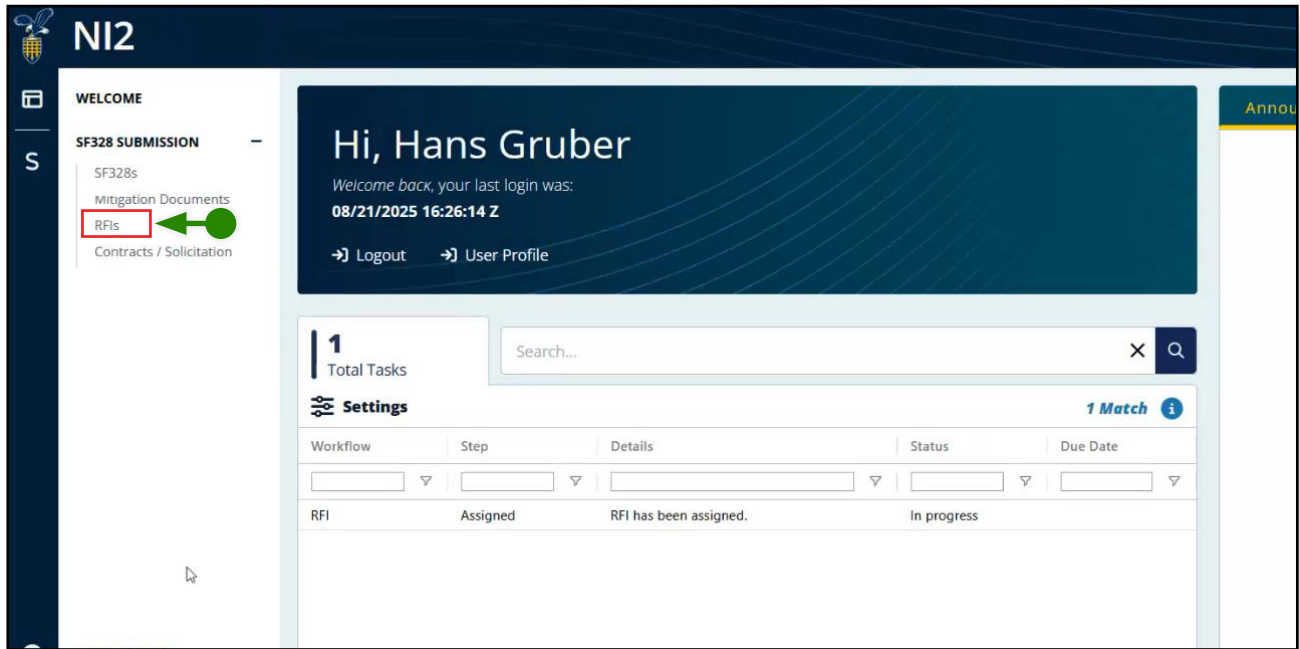 NI2
WELCOME
SF328 SUBMISSION
SF328s
Mitigation Documents
RFIs
Contracts / Solicitation
S
Hi, Hans Gruber
Welcome back, your last login was:
08/21/2025 16:26:14 Z
Logout User Profile
Annou
1
Total Tasks
Search...
Settings
1 Match
Workflow Step Details Status Due Date
RFI Assigned RFI has been assigned. In progress